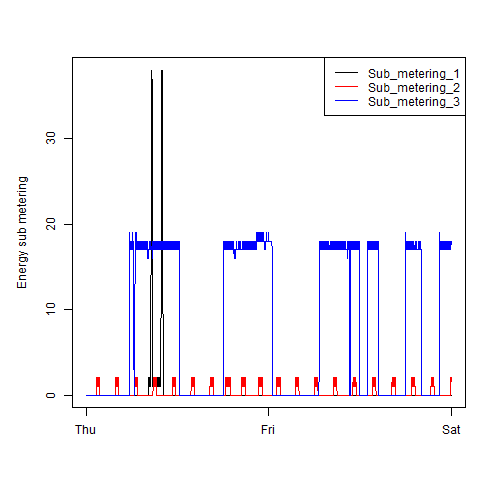 Sub_metering_1
Sub_metering_2
Sub_metering_3
Energy sub metering
30
20
10
0
Thu Fri Sat